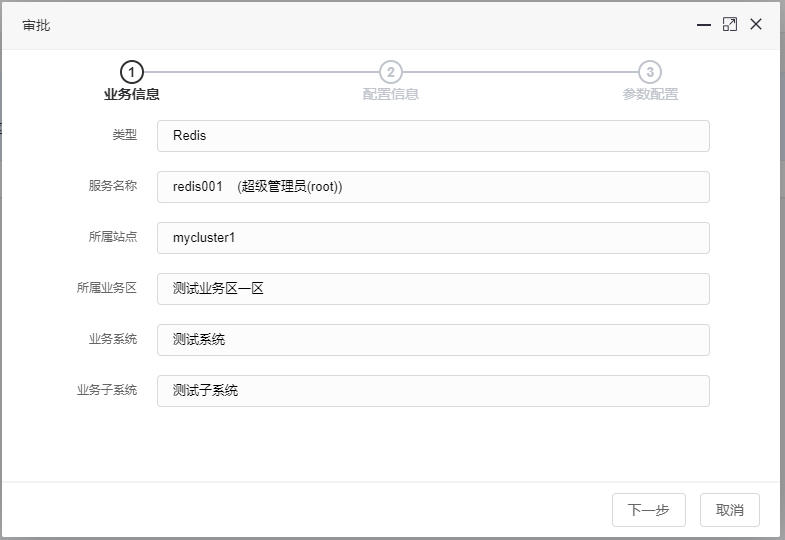 审批
1 2 3
业务信息 配置信息 参数配置
类型 Redis
服务名称 redis001 (超级管理员(root))
所属站点 mycluster1
所属业务区 测试业务区一区
业务系统 测试系统
业务子系统 测试子系统
下一步 取消